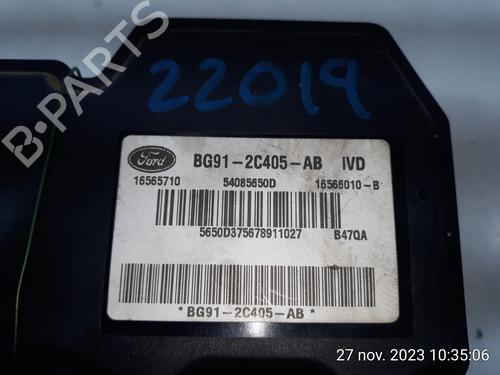 B-PARTS
22019
Ford BG91-2C405-AB IVD
16565710 54085650D 16566010-B
5650D375678911027 B47QA
*BG91-2C405-AB*
27 nov. 2023 10:35:06